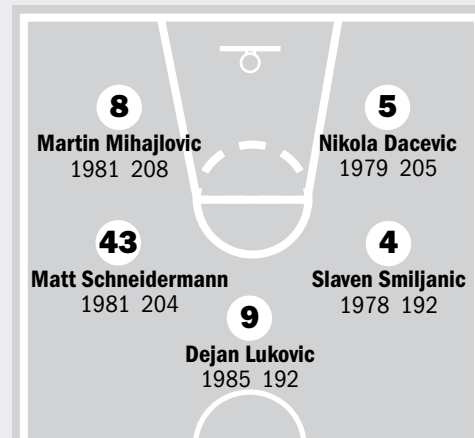 8
Martin Mihajlovic
1981 208
5
Nikola Dacevic
1979 205
43
Matt Schneidermann
1981 204
4
Slaven Smiljanic
1978 192
9
Dejan Lukovic
1985 192